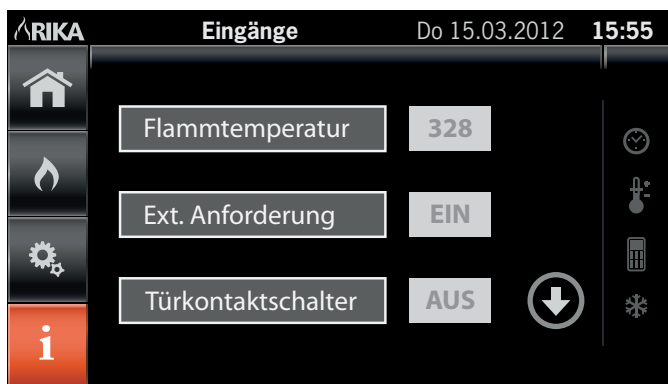 RIKA Eingänge Do 15.03.2012 15:55
Flammtemperatur 328
Ext. Anforderung EIN
Türkontaktschalter AUS
i